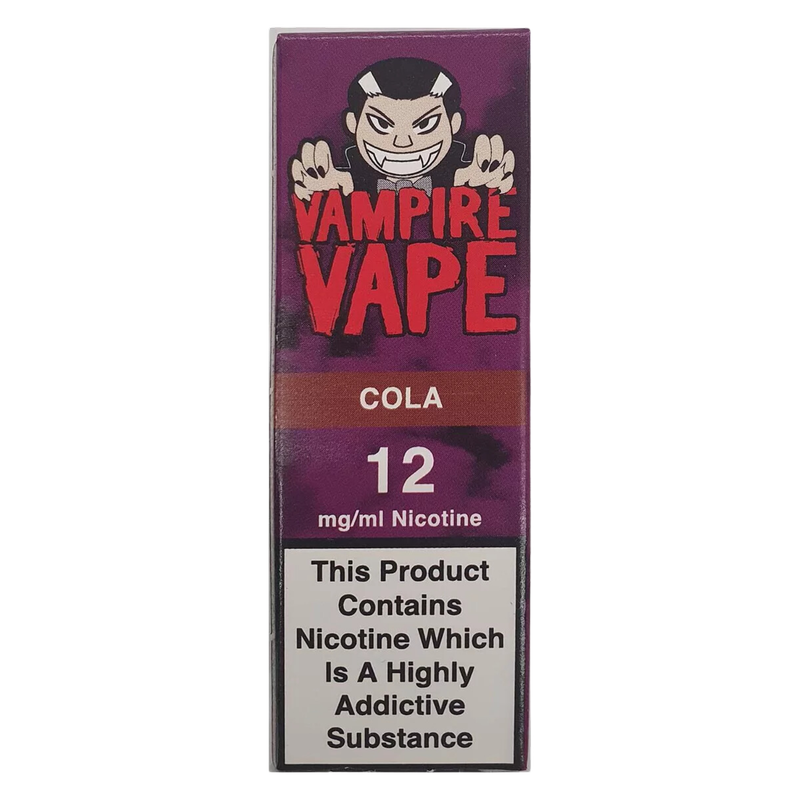 VAMPIRE
VAPE
COLA
12
mg/ml Nicotine
This Product
Contains
Nicotine Which
Is A Highly
Addictive
Substance